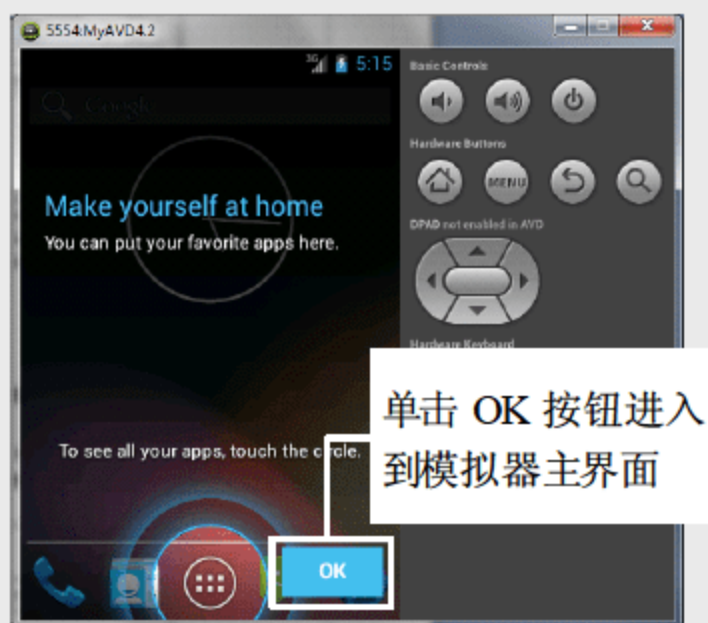 5554:MyAVD4.2
3G 5:15
Basic Controls
Google
Hardware Buttons
MENU
Make yourself at home
DPAD not enabled in AVD
You can put your favorite apps here.
Hardware Keyboard
单击 OK 按钮进入
到模拟器主界面
To see all your apps, touch the circle.
OK